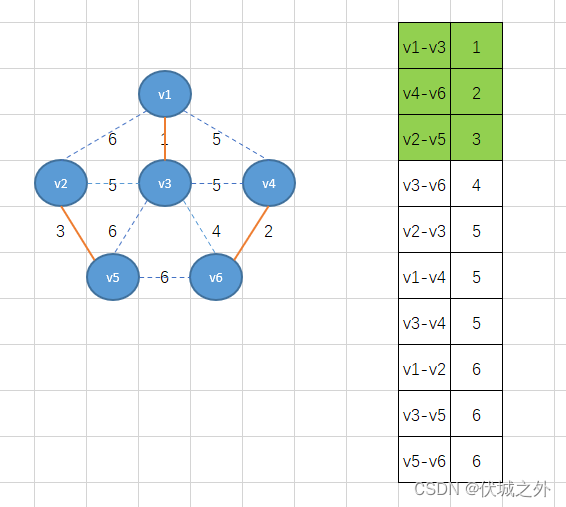 v1
6 1 5
v2 5 v3 5 v4
3 6 4 2
v5 6 v6
v1-v3 1
v4-v6 2
v2-v5 3
v3-v6 4
v2-v3 5
v1-v4 5
v3-v4 5
v1-v2 6
v3-v5 6
v5-v6 6
CSDN @伏城之外